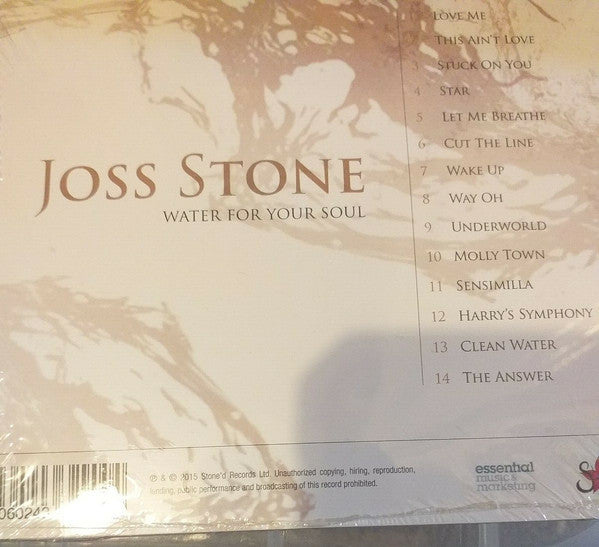 1 LOVE ME
2 THIS AIN'T LOVE
3 STUCK ON YOU
4 STAR
5 LET ME BREATHE
6 CUT THE LINE
7 WAKE UP
8 WAY OH
9 UNDERWORLD
10 MOLLY TOWN
11 SENSIMILLA
12 HARRY'S SYMPHONY
13 CLEAN WATER
14 THE ANSWER
JOSS STONE
WATER FOR YOUR SOUL
060243
℗ & © 2015 Stone'd Records Ltd. Unauthorized copying, hiring, reproduction,
lending, public performance and broadcasting of this record prohibited.
essential
music &
marketing
S